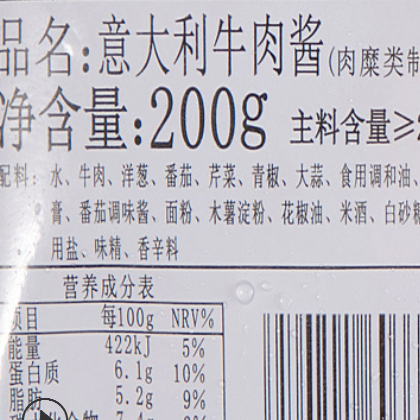 品名:意大利牛肉酱(肉糜类制
净含量:200g 主料含量≥
配料: 水、牛肉、洋葱、番茄、芹菜、青椒、大蒜、食用调和油、
膏、番茄调味酱、面粉、木薯淀粉、花椒油、米酒、白砂糖
用盐、味精、香辛料
营养成分表
项目 每100g NRV%
能量 422kJ 5%
蛋白质 6.1g 10%
脂肪 5.2g 9%